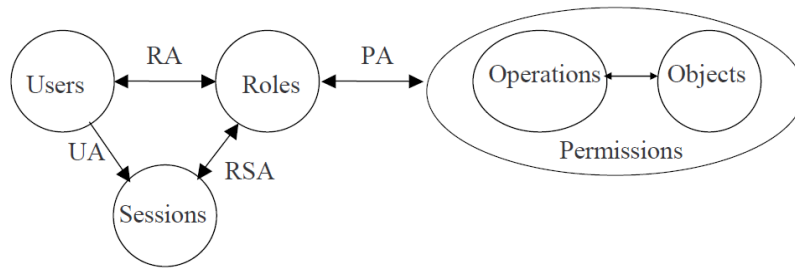 RA
PA
Users
Roles
Operations
Objects
UA
RSA
Permissions
Sessions